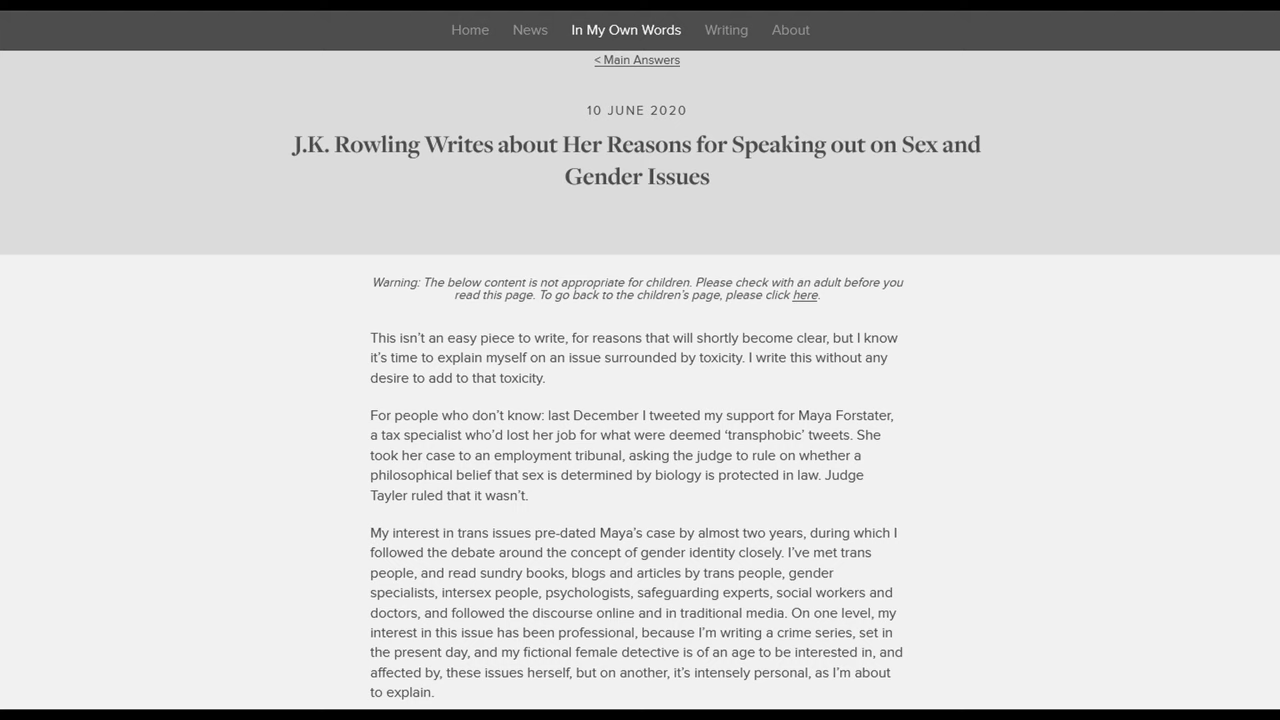 Home News In My Own Words Writing About
< Main Answers
10 JUNE 2020
J.K. Rowling Writes about Her Reasons for Speaking out on Sex and
Gender Issues
Warning: The below content is not appropriate for children. Please check with an adult before you
read this page. To go back to the children’s page, please click here.
This isn’t an easy piece to write, for reasons that will shortly become clear, but I know
it’s time to explain myself on an issue surrounded by toxicity. I write this without any
desire to add to that toxicity.
For people who don’t know: last December I tweeted my support for Maya Forstater,
a tax specialist who’d lost her job for what were deemed ‘transphobic’ tweets. She
took her case to an employment tribunal, asking the judge to rule on whether a
philosophical belief that sex is determined by biology is protected in law. Judge
Tayler ruled that it wasn’t.
My interest in trans issues pre-dated Maya’s case by almost two years, during which I
followed the debate around the concept of gender identity closely. I’ve met trans
people, and read sundry books, blogs and articles by trans people, gender
specialists, intersex people, psychologists, safeguarding experts, social workers and
doctors, and followed the discourse online and in traditional media. On one level, my
interest in this issue has been professional, because I’m writing a crime series, set in
the present day, and my fictional female detective is of an age to be interested in, and
affected by, these issues herself, but on another, it’s intensely personal, as I’m about
to explain.